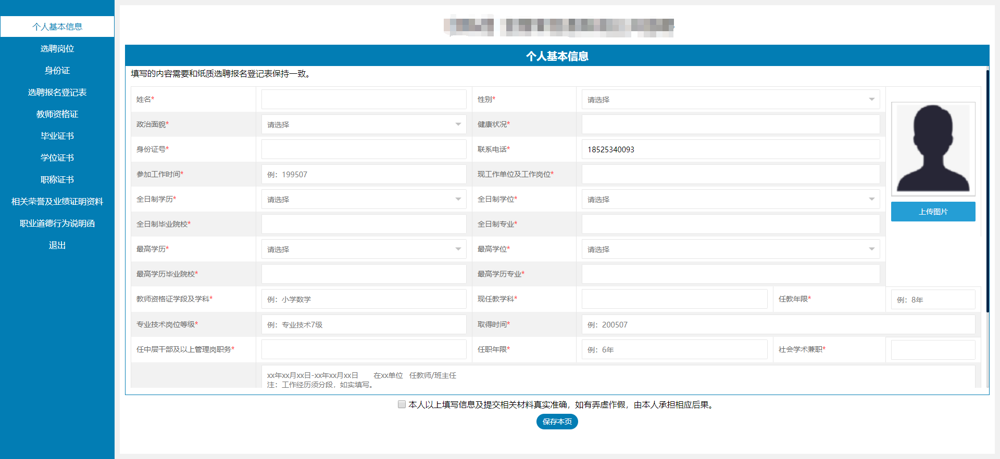 个人基本信息
选聘岗位
身份证
选聘报名登记表
教师资格证
毕业证书
学位证书
职称证书
相关荣誉及业绩证明资料
职业道德行为说明函
退出
个人基本信息
填写的内容需要和纸质选聘报名登记表保持一致。
姓名* 性别* 请选择
政治面貌* 请选择 健康状况*
身份证号* 联系电话* 18525340093
参加工作时间* 例：199507 现工作单位及工作岗位*
全日制学历* 请选择 全日制学位* 请选择
上传图片
全日制毕业院校* 全日制专业*
最高学历* 请选择 最高学位* 请选择
最高学历毕业院校* 最高学历专业*
教师资格证学段及学科* 例：小学数学 现任教学科* 任教年限* 例：8年
专业技术岗位等级* 例：专业技术7级 取得时间* 例：200507
任中层干部及以上管理岗职务* 任职年限* 例：6年 社会学术兼职*
xx年xx月xx日-xx年xx月xx日 在xx单位 任教师/班主任
注：工作经历须分段，如实填写。
本人以上填写信息及提交相关材料真实准确，如有弄虚作假，由本人承担相应后果。
保存本页